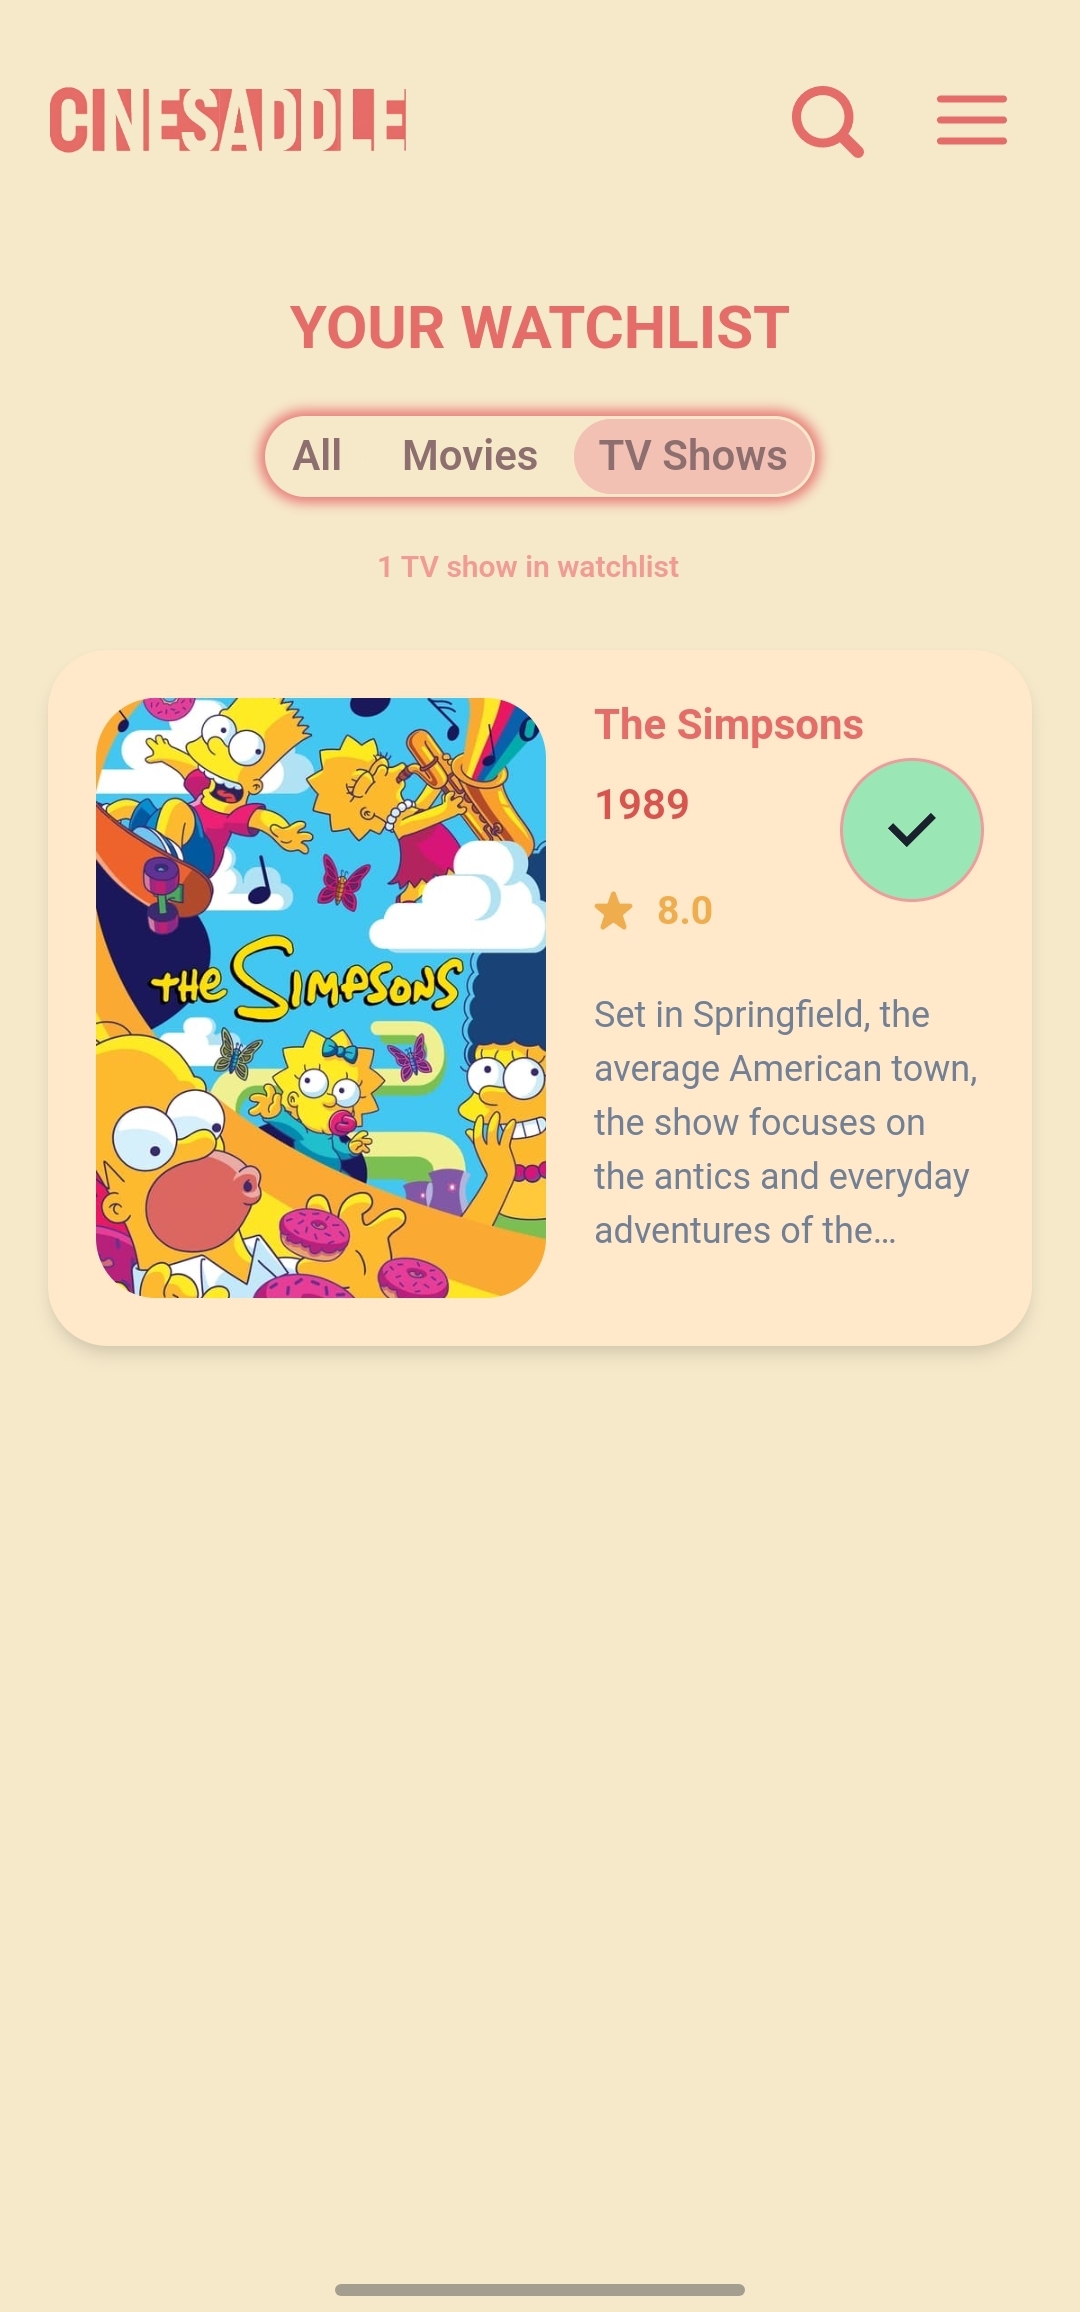 CINESADDLE
YOUR WATCHLIST
All Movies TV Shows
1 TV show in watchlist
The Simpsons
1989
8.0
THE SIMPSONS
Set in Springfield, the
average American town,
the show focuses on
the antics and everyday
adventures of the...